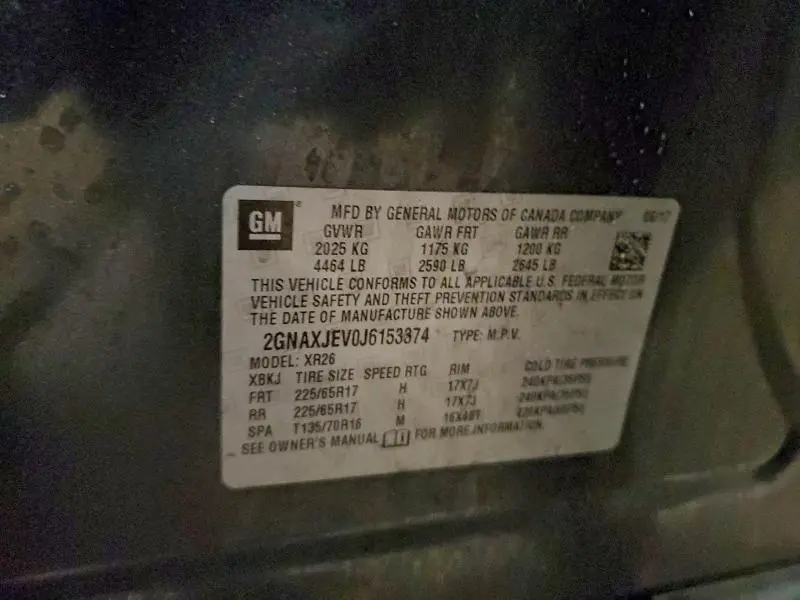 GM
MFD BY GENERAL MOTORS OF CANADA COMPANY 06/17
GVWR GAWR FRT GAWR RR
2025 KG 1175 KG 1200 KG
4464 LB 2590 LB 2645 LB
THIS VEHICLE CONFORMS TO ALL APPLICABLE U.S. FEDERAL MOTOR
VEHICLE SAFETY AND THEFT PREVENTION STANDARDS IN EFFECT ON
THE DATE OF MANUFACTURE SHOWN ABOVE.
2GNAXJEV0J6153874 TYPE: M.P.V.
MODEL: XR26
XBKJ TIRE SIZE SPEED RTG RIM COLD TIRE PRESSURE
FRT 225/65R17 H 17X7J 240KPA(35PSI)
RR 225/65R17 H 17X7J 240KPA(35PSI)
SPA T135/70R16 M
SEE OWNER'S MANUAL FOR MORE INFORMATION.